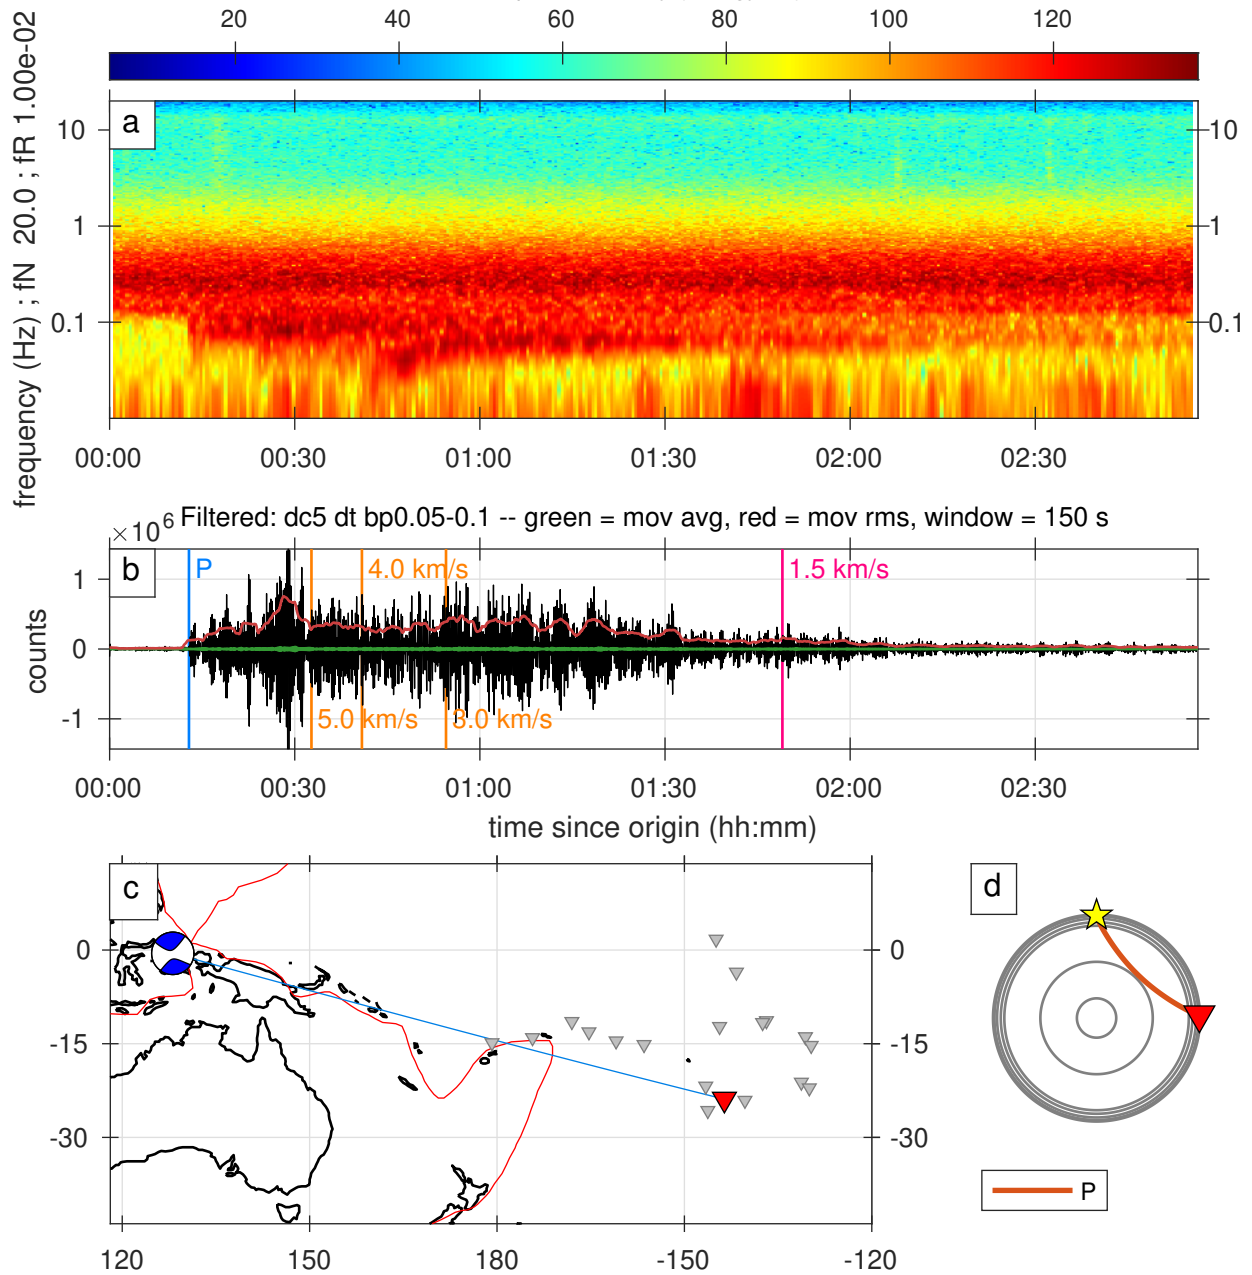 20 40 60 80 100 120
frequency (Hz) ; fN 20.0 ; fR 1.00e-02
a
10 10
1 1
0.1 0.1
00:00 00:30 01:00 01:30 02:00 02:30
×10 6 Filtered: dc5 dt bp0.05-0.1 -- green = mov avg, red = mov rms, window = 150 s
b
P 4.0 km/s 1.5 km/s
1
0
-1
counts
5.0 km/s 3.0 km/s
00:00 00:30 01:00 01:30 02:00 02:30
time since origin (hh:mm)
c
0 0
-15 -15
-30 -30
120 150 180 -150 -120
d
P